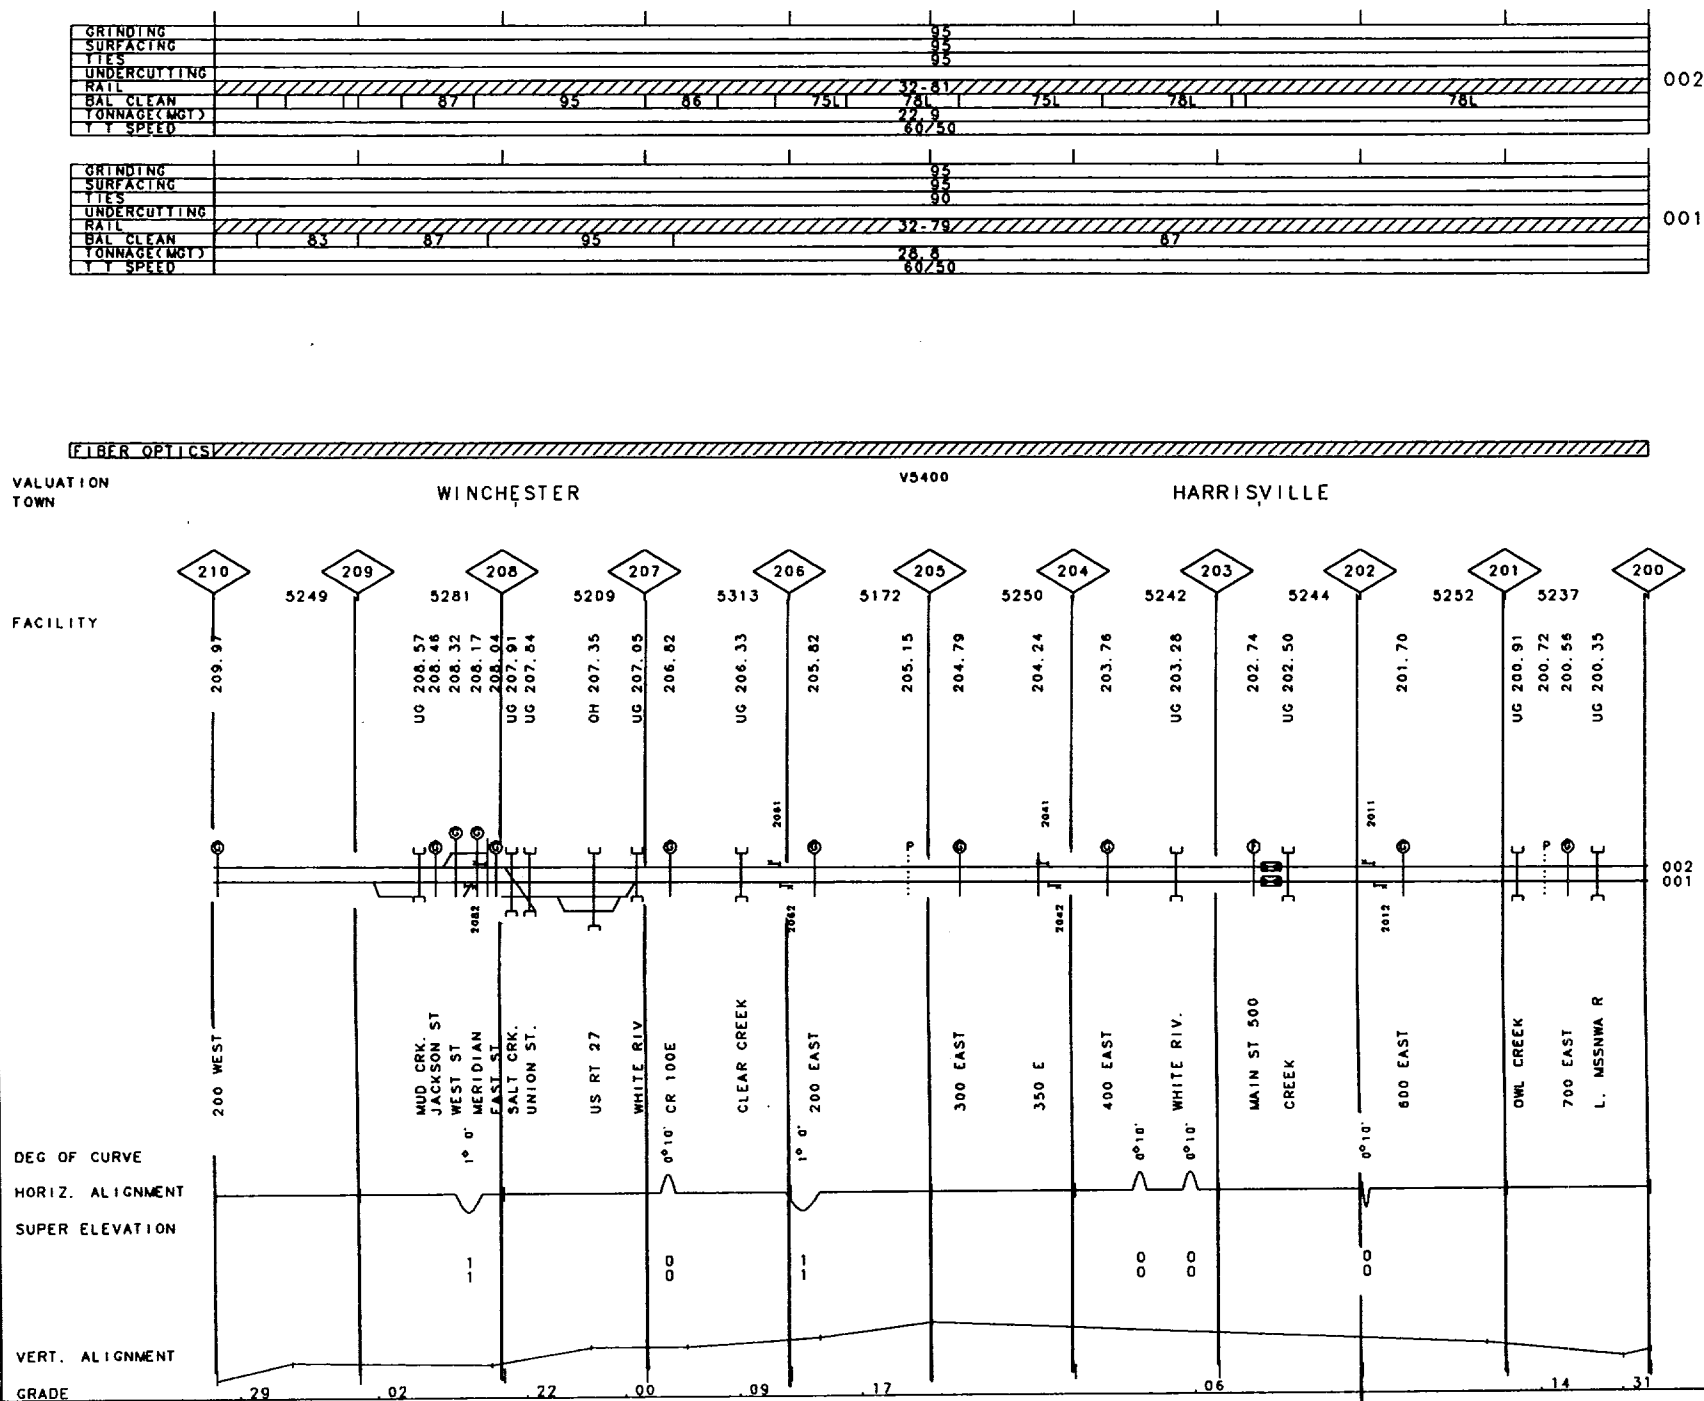 GRINDING 95
SURFACING 95
TIES 95
UNDERCUTTING
RAIL 32-81
BAL CLEAN 87 95 86 75L 78L 75L 78L 78L
TONNAGE(MGT) 22.9
T T SPEED 60/50
002
GRINDING 95
SURFACING 95
TIES 90
UNDERCUTTING
RAIL 32-79
BAL CLEAN 83 87 95 87
TONNAGE(MGT) 28.8
T T SPEED 60/50
001
FIBER OPTICS
VALUATION V5400
TOWN WINCHESTER HARRISVILLE
210 209 208 207 206 205 204 203 202 201 200
5249 5281 5209 5313 5172 5250 5242 5244 5252 5237
FACILITY
209.97
UG 208.57
208.46
208.32
208.17
208.04
UG 207.91
UG 207.84
OH 207.35
UG 207.05
206.82
UG 206.33
205.82
205.15
204.79
204.24
203.76
UG 203.28
202.74
UG 202.50
201.70
UG 200.91
200.72
200.56
UG 200.35
2061 2041 2011
G G G G G G G P G G F G P G
002
001
2082 2062 2042 2012
200 WEST
MUD CRK.
JACKSON ST
WEST ST
MERIDIAN
EAST ST
SALT CRK.
UNION ST.
US RT 27
WHITE RIV
CR 100E
CLEAR CREEK
200 EAST
300 EAST
350 E
400 EAST
WHITE RIV.
MAIN ST 500
CREEK
600 EAST
OWL CREEK
700 EAST
L. MSSNWA R
DEG OF CURVE 1° 0' 0°10' 1° 0' 0°10' 0°10' 0°10'
HORIZ. ALIGNMENT
SUPER ELEVATION
1 0 1 0 0 0
1 0 1 0 0 0
VERT. ALIGNMENT
GRADE .29 .02 .22 .00 .09 .17 .06 .14 .31